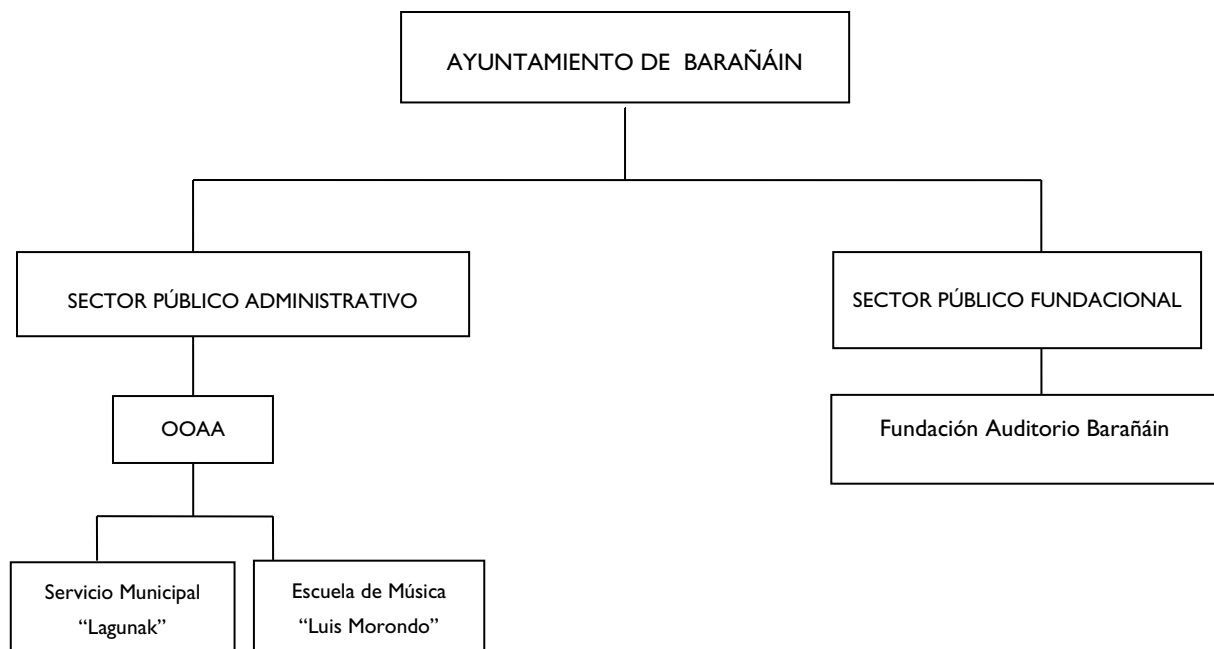 AYUNTAMIENTO DE BARAÑÁIN
SECTOR PÚBLICO ADMINISTRATIVO
SECTOR PÚBLICO FUNDACIONAL
OOAA
Fundación Auditorio Barañáin
Servicio Municipal
“Lagunak”
Escuela de Música
“Luis Morondo”